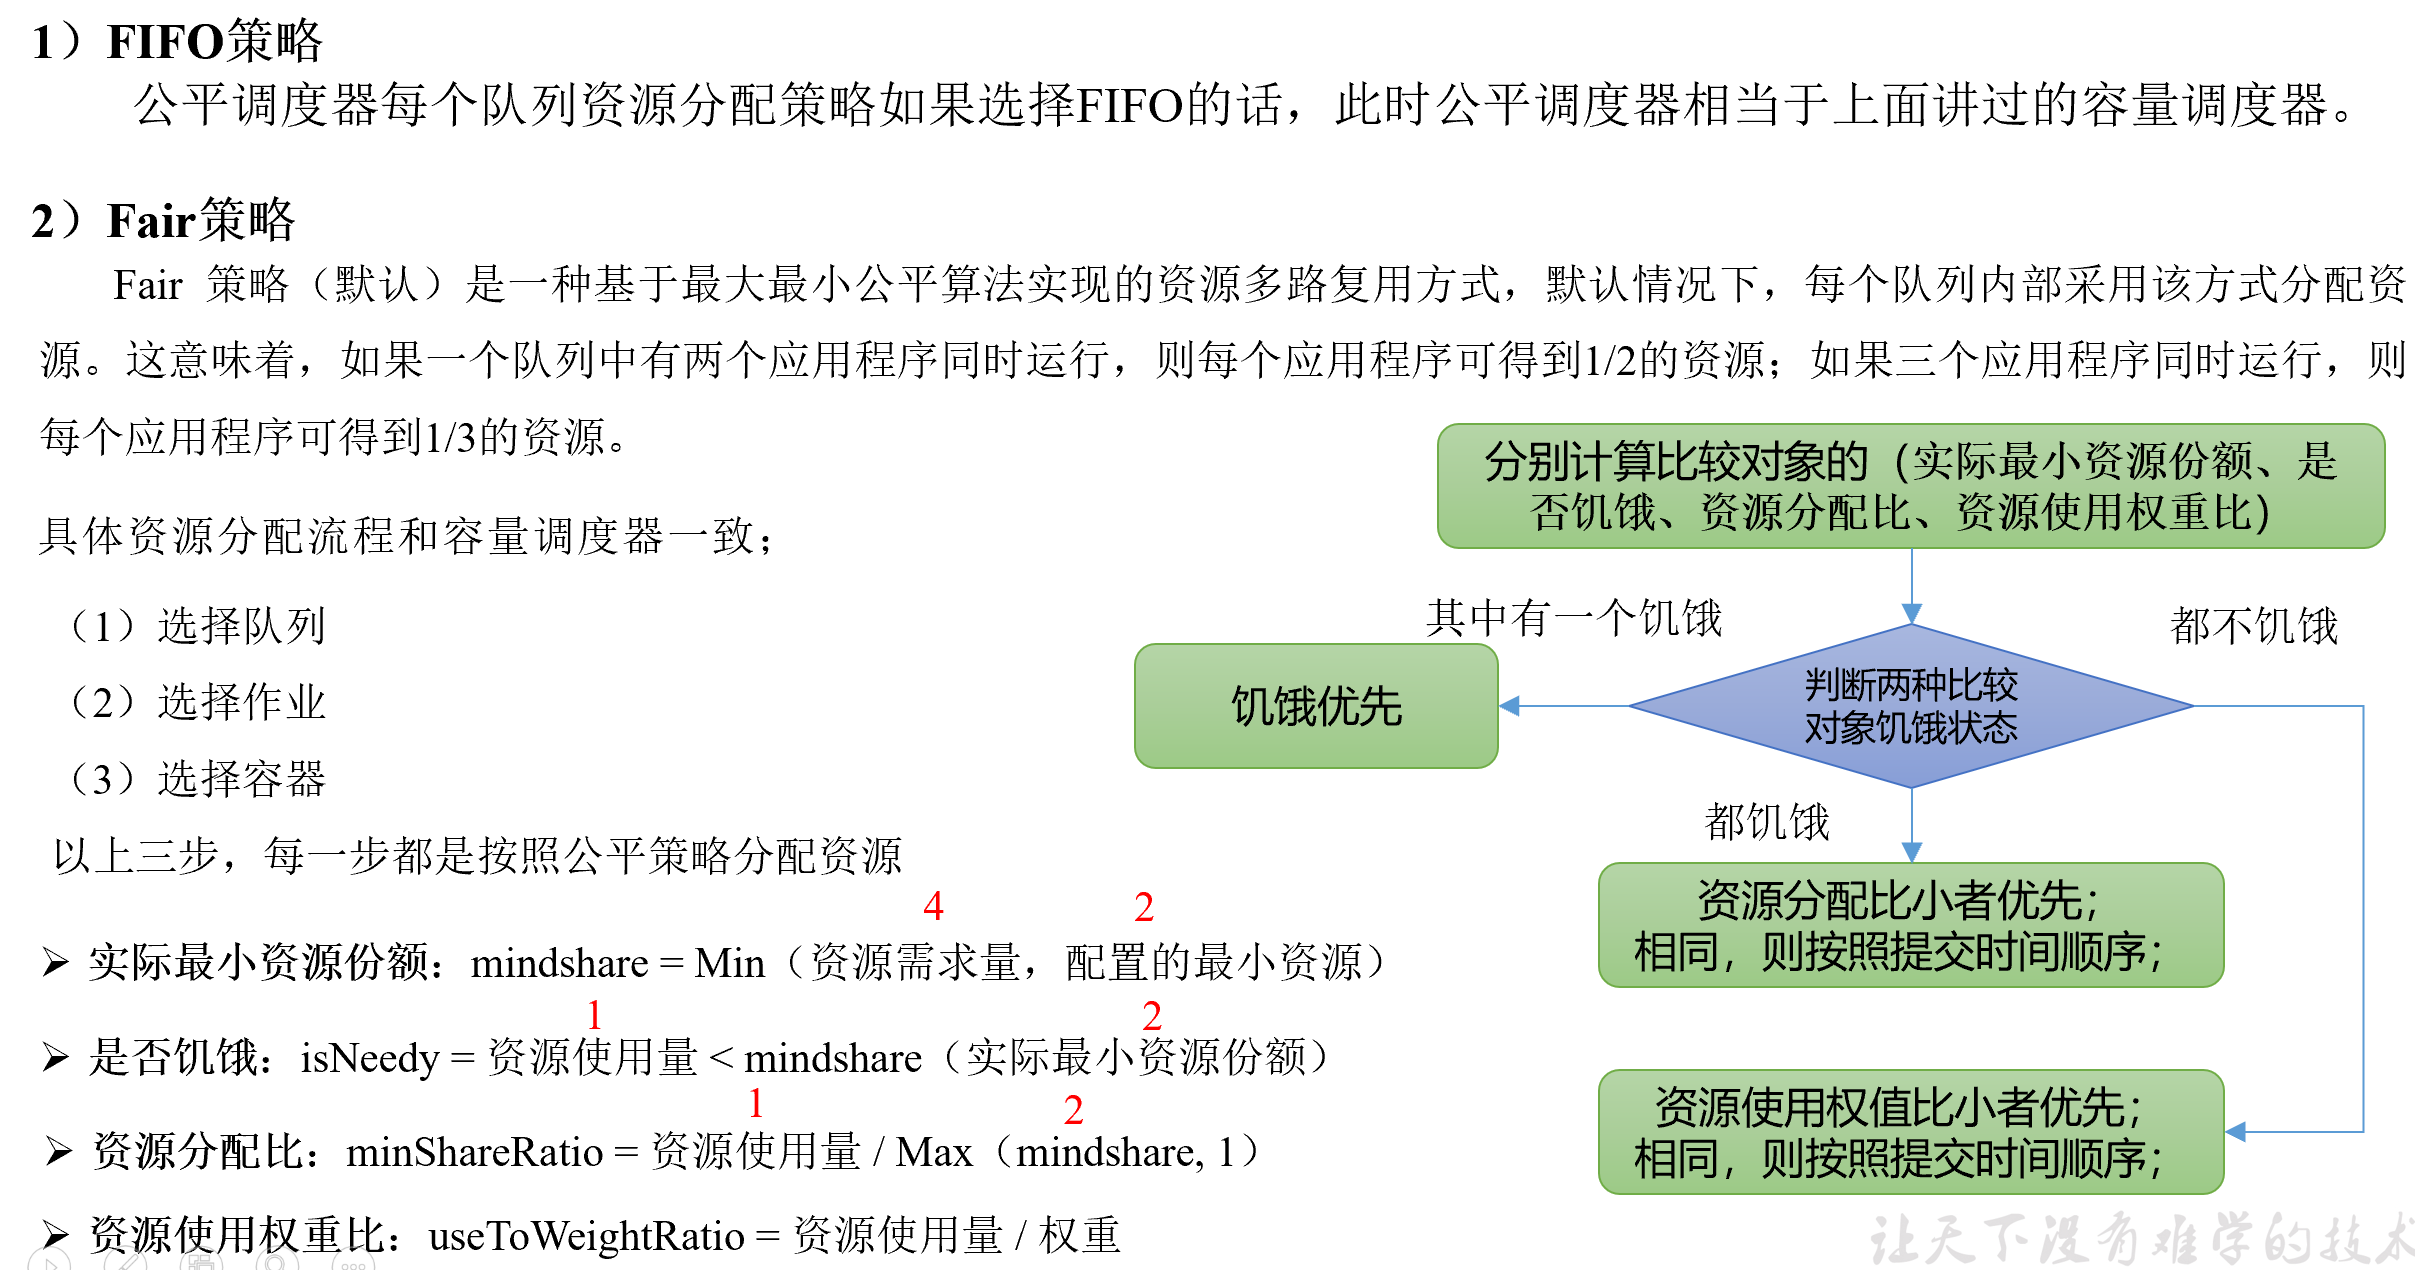 1）FIFO策略
公平调度器每个队列资源分配策略如果选择FIFO的话，此时公平调度器相当于上面讲过的容量调度器。
2）Fair策略
Fair 策略（默认）是一种基于最大最小公平算法实现的资源多路复用方式，默认情况下，每个队列内部采用该方式分配资
源。这意味着，如果一个队列中有两个应用程序同时运行，则每个应用程序可得到1/2的资源；如果三个应用程序同时运行，则
每个应用程序可得到1/3的资源。
具体资源分配流程和容量调度器一致；
（1）选择队列
（2）选择作业
（3）选择容器
以上三步，每一步都是按照公平策略分配资源
4 2
➢ 实际最小资源份额：mindshare = Min（资源需求量，配置的最小资源）
1 2
➢ 是否饥饿：isNeedy = 资源使用量 < mindshare（实际最小资源份额）
1 2
➢ 资源分配比：minShareRatio = 资源使用量 / Max（mindshare, 1）
➢ 资源使用权重比：useToWeightRatio = 资源使用量 / 权重
分别计算比较对象的（实际最小资源份额、是
否饥饿、资源分配比、资源使用权重比）
其中有一个饥饿
都不饥饿
饥饿优先
判断两种比较
对象饥饿状态
都饥饿
资源分配比小者优先；
相同，则按照提交时间顺序；
资源使用权值比小者优先；
相同，则按照提交时间顺序；
让天下没有难学的技术